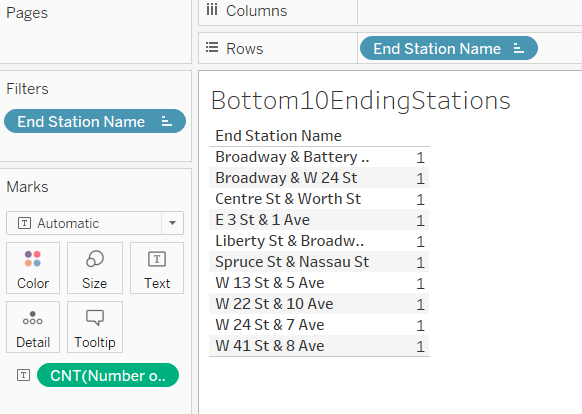 Pages
Columns
Rows
End Station Name
Filters
End Station Name
Marks
Automatic
Color
Size
Text
Detail
Tooltip
CNT(Number o..
Bottom10EndingStations
End Station Name
Broadway & Battery .. 1
Broadway & W 24 St 1
Centre St & Worth St 1
E 3 St & 1 Ave 1
Liberty St & Broadw.. 1
Spruce St & Nassau St 1
W 13 St & 5 Ave 1
W 22 St & 10 Ave 1
W 24 St & 7 Ave 1
W 41 St & 8 Ave 1